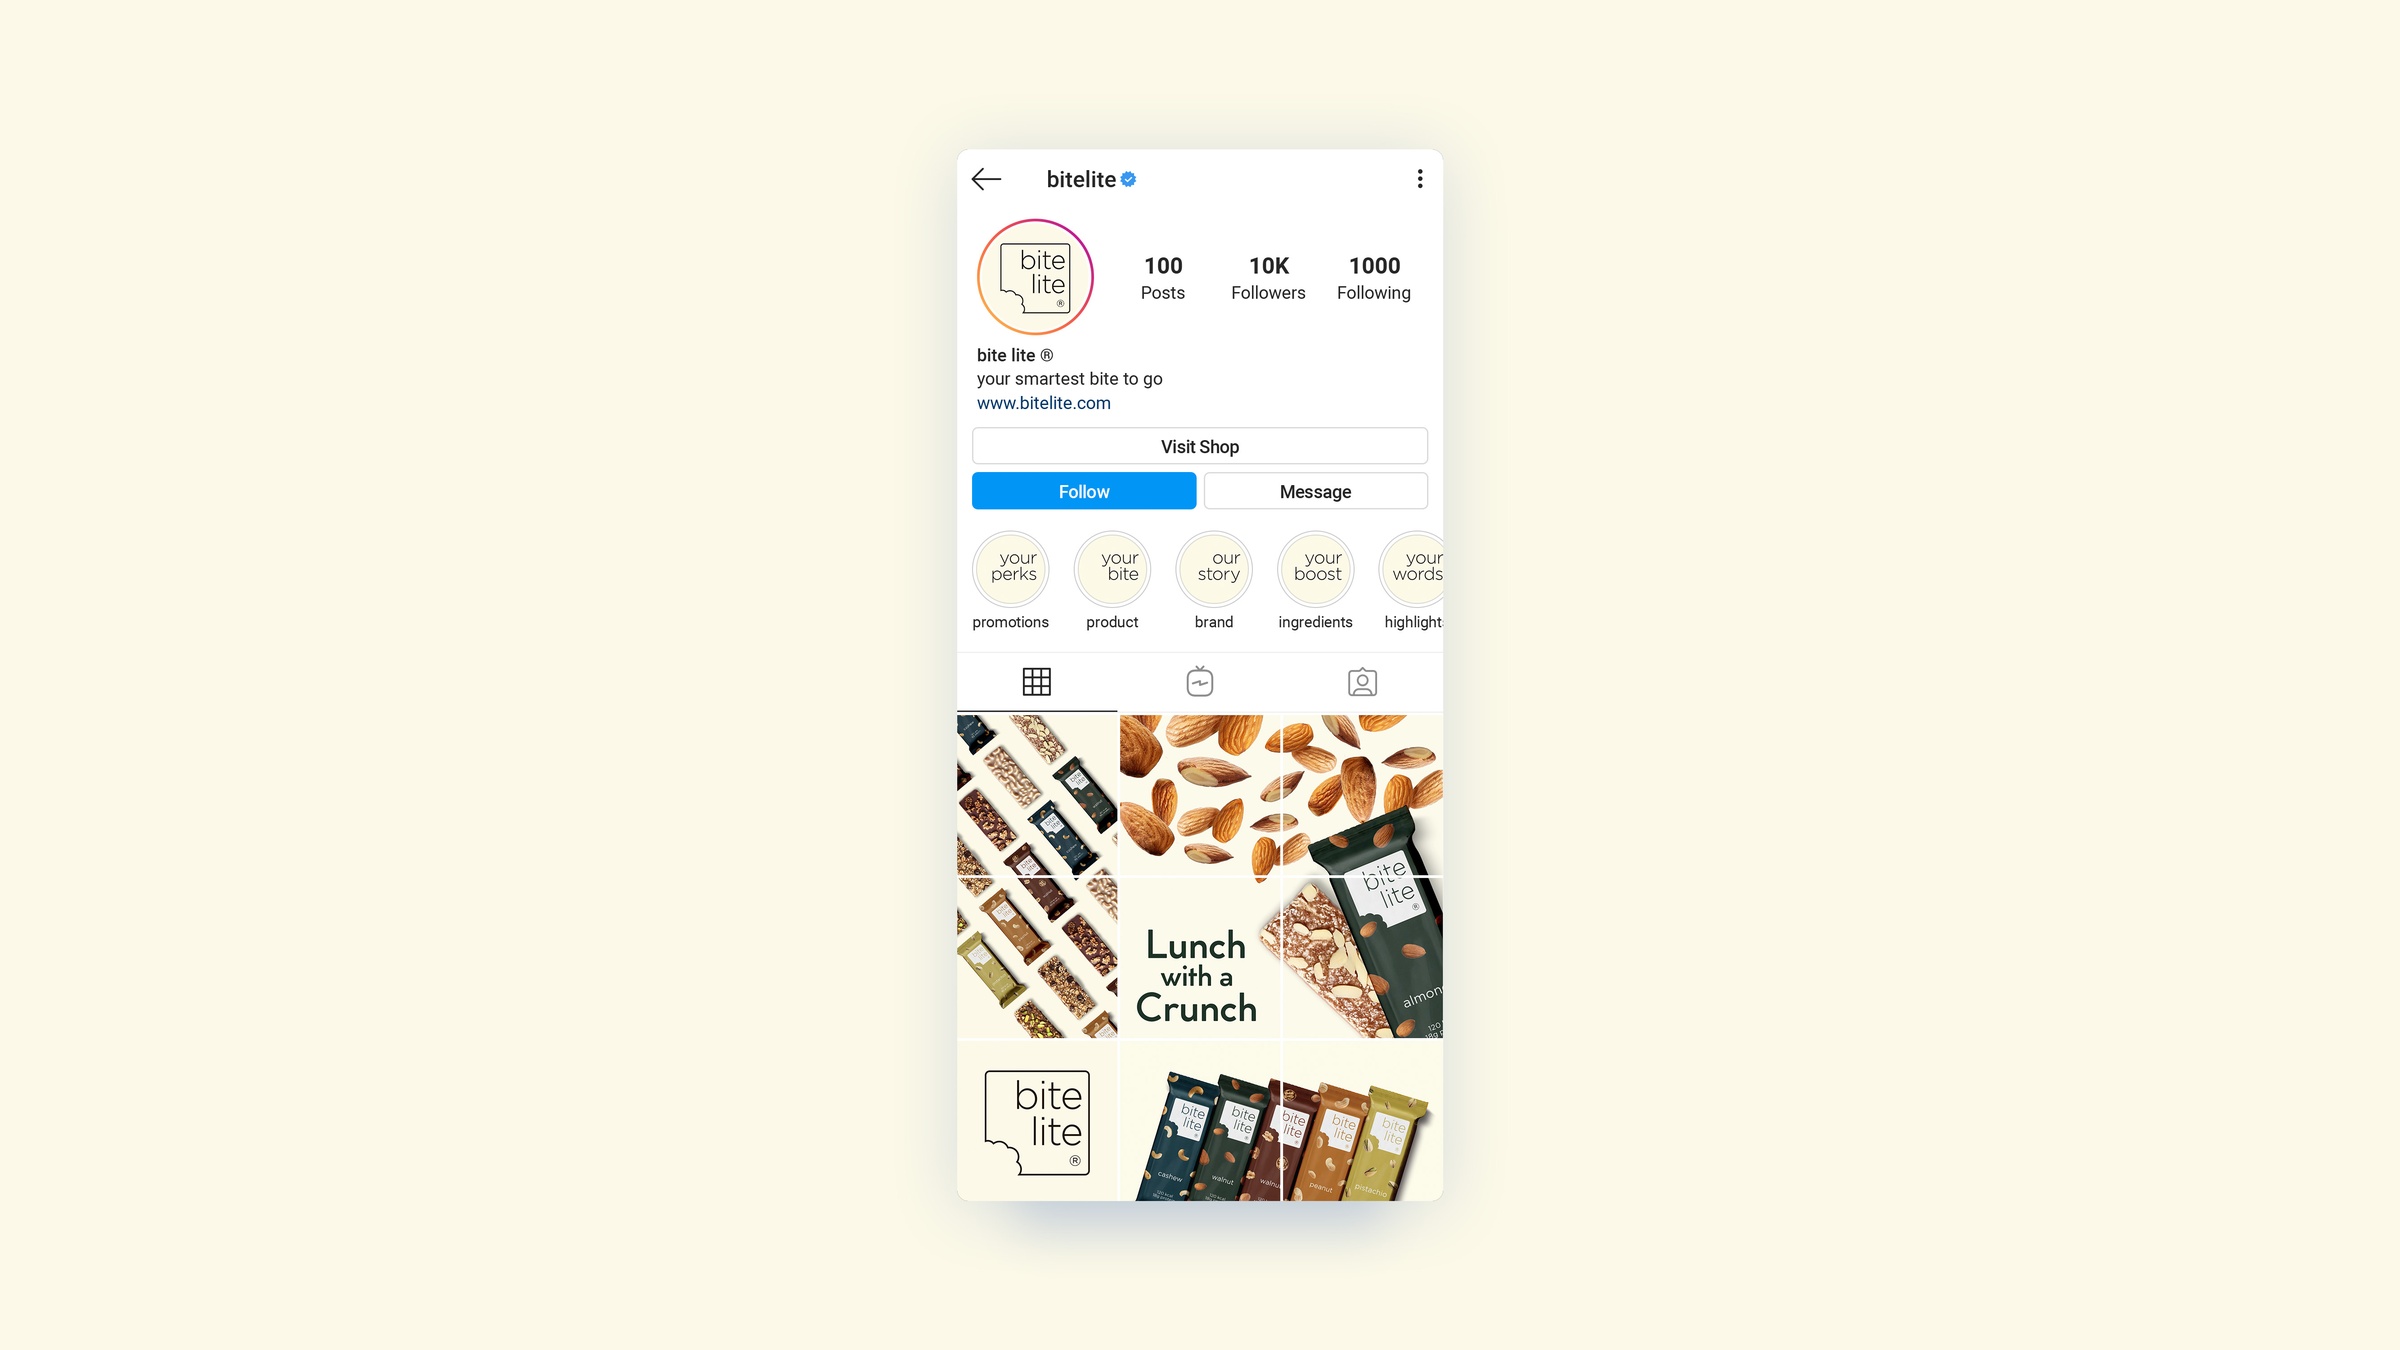 bitelite
bite
lite
®
100
Posts
10K
Followers
1000
Following
bite lite ®
your smartest bite to go
www.bitelite.com
Visit Shop
Follow
Message
your
perks
your
bite
our
story
your
boost
your
words
promotions
product
brand
ingredients
highlight
bite
lite
®
Lunch
with a
Crunch
almon
120
18g
bite
lite
®
bite
lite
cashew
bite
lite
walnut
bite
lite
walnu
bite
lite
peanut
bite
lite
pistachio